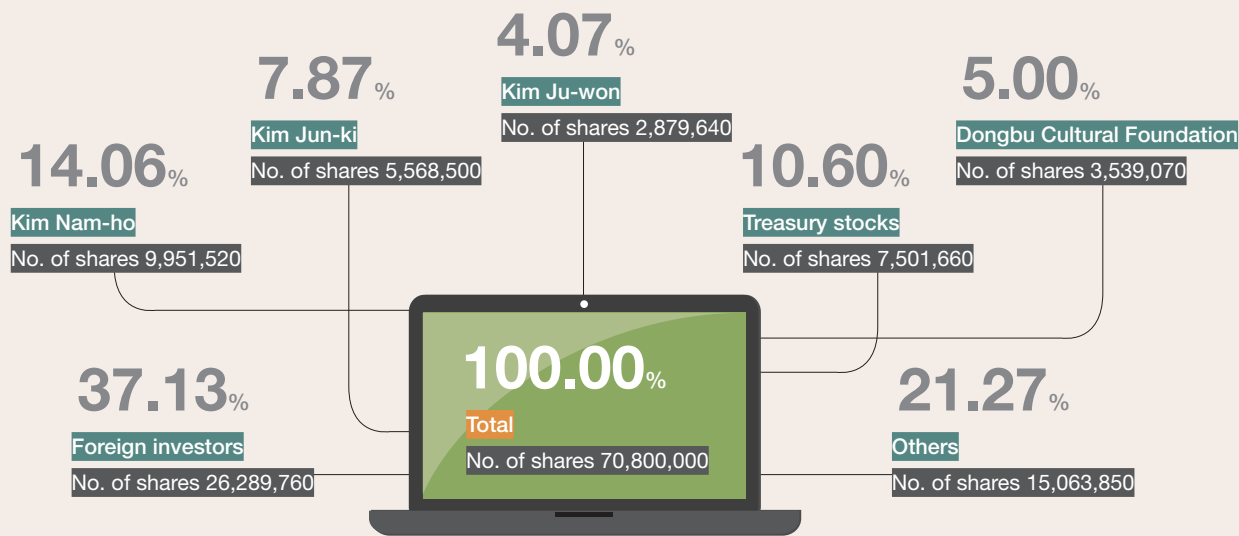 4.07%
Kim Ju-won
No. of shares 2,879,640
7.87%
Kim Jun-ki
No. of shares 5,568,500
5.00%
Dongbu Cultural Foundation
No. of shares 3,539,070
14.06%
Kim Nam-ho
No. of shares 9,951,520
10.60%
Treasury stocks
No. of shares 7,501,660
100.00%
Total
No. of shares 70,800,000
37.13%
Foreign investors
No. of shares 26,289,760
21.27%
Others
No. of shares 15,063,850